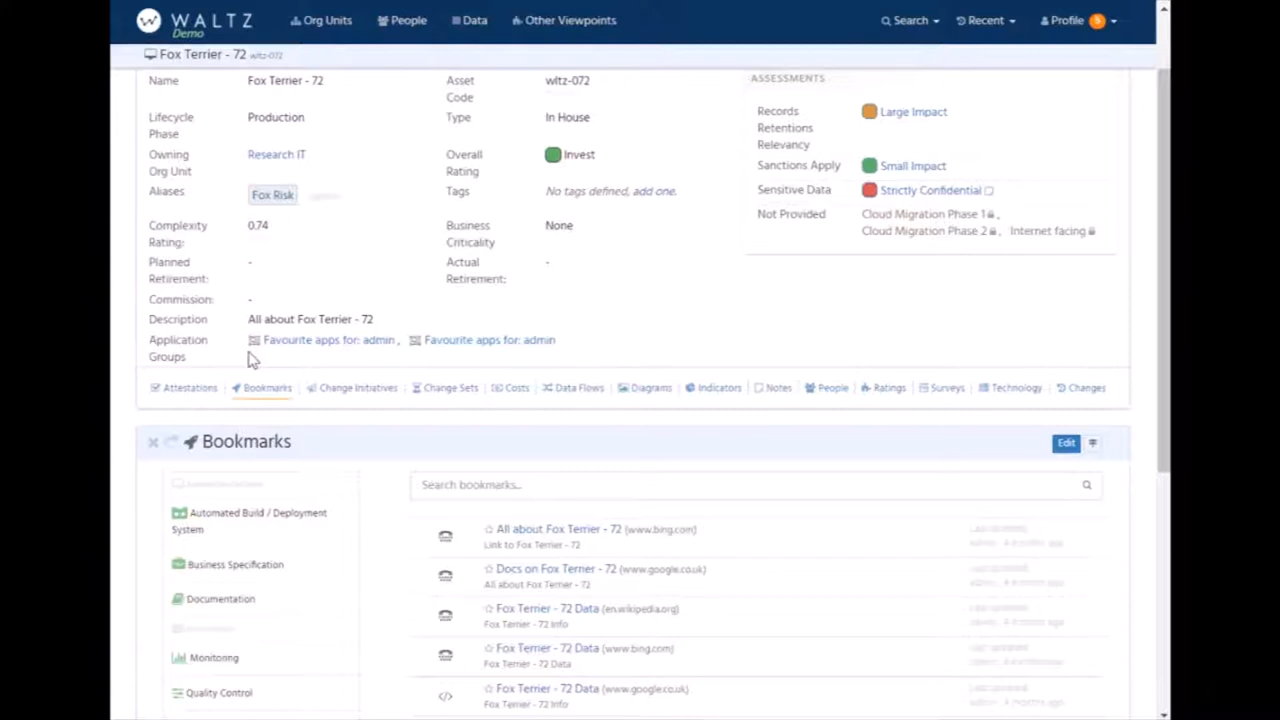 WALTZ
Demo
Org Units
People
Data
Other Viewpoints
Search
Recent
Profile
Fox Terrier - 72 wltz-072
Name Fox Terrier - 72
Asset Code wltz-072
Lifecycle Phase Production
Type In House
Owning Org Unit Research IT
Overall Rating Invest
Aliases Fox Risk
Tags No tags defined, add one.
Complexity Rating: 0.74
Business Criticality None
Planned Retirement: -
Actual Retirement: -
Commission: -
Description All about Fox Terrier - 72
Application Groups Favourite apps for: admin , Favourite apps for: admin
ASSESSMENTS
Records Retentions Relevancy Large Impact
Sanctions Apply Small Impact
Sensitive Data Strictly Confidential
Not Provided Cloud Migration Phase 1 ,
Cloud Migration Phase 2 , Internet facing
Attestations Bookmarks Change Initiatives Change Sets Costs Data Flows Diagrams Indicators Notes People Ratings Surveys Technology Changes
Bookmarks
Edit
Automated Build / Deployment
System
Business Specification
Documentation
Monitoring
Quality Control
Search bookmarks...
All about Fox Terrier - 72 (www.bing.com)
Link to Fox Terrier - 72
Docs on Fox Terrier - 72 (www.google.co.uk)
All about Fox Terrier - 72
Fox Terrier - 72 Data (en.wikipedia.org)
Fox Terrier - 72 Info
Fox Terrier - 72 Data (www.bing.com)
Fox Terrier - 72 Data
Fox Terrier - 72 Data (www.google.co.uk)
Fox Terrier - 72 Info